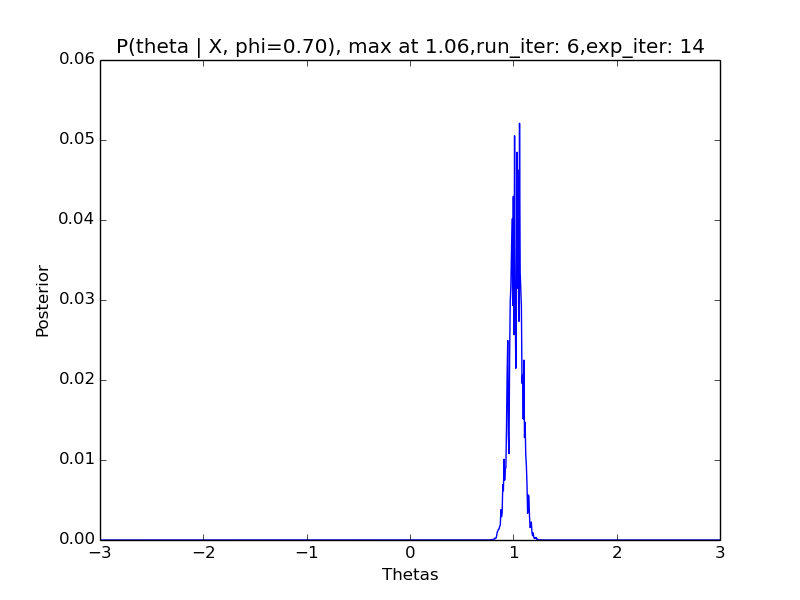 P(theta | X, phi=0.70), max at 1.06,run_iter: 6,exp_iter: 14
0.06
0.05
0.04
0.03
0.02
0.01
0.00
Posterior
−3 −2 −1 0 1 2 3
Thetas